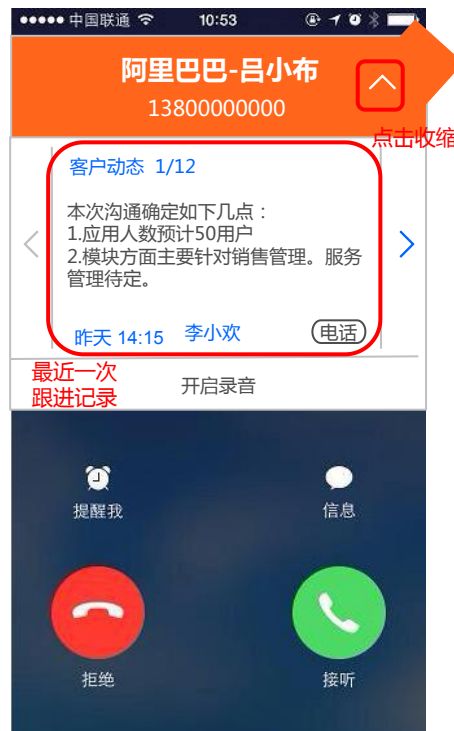 中国联通 10:53
阿里巴巴-吕小布
13800000000
点击收缩
客户动态 1/12
本次沟通确定如下几点：
1.应用人数预计50用户
2.模块方面主要针对销售管理。服务
管理待定。
昨天 14:15 李小欢 电话
最近一次
跟进记录
开启录音
提醒我 信息
拒绝 接听